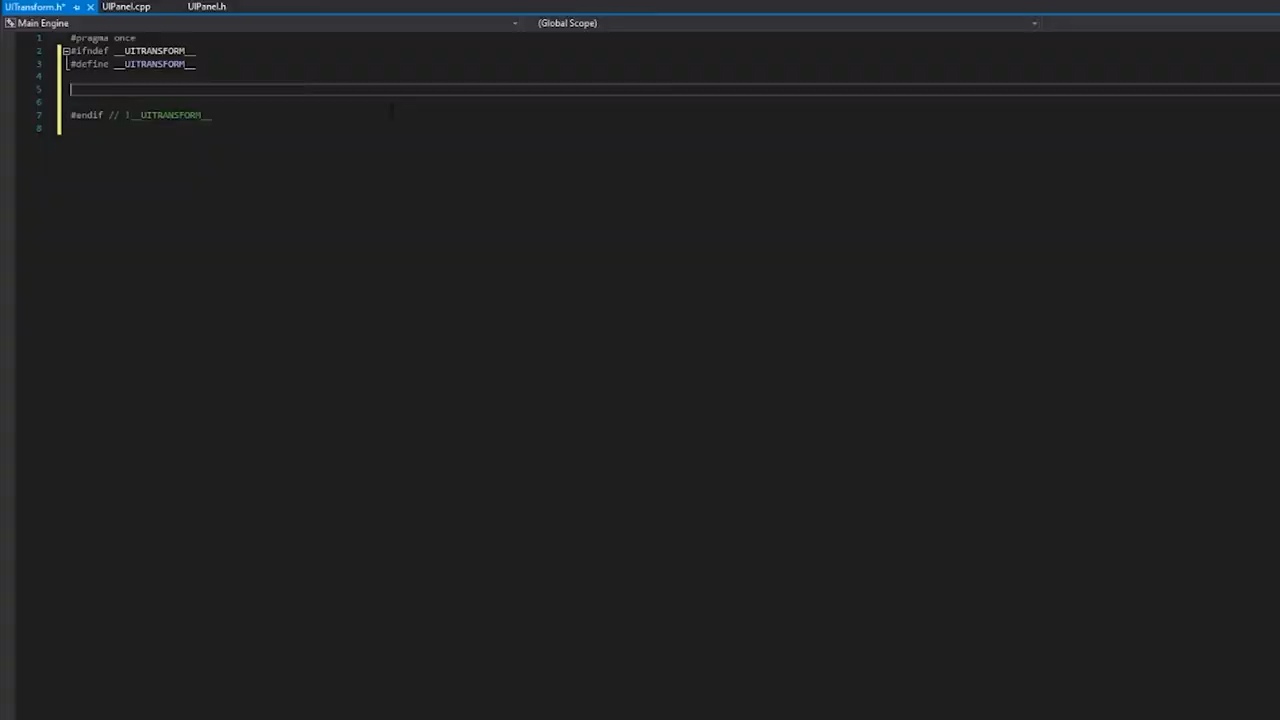 UITransform.h* UIPanel.cpp UIPanel.h
Main Engine (Global Scope)
1 #pragma once
2 #ifndef __UITRANSFORM__
3 #define __UITRANSFORM__
4
5
6
7 #endif // !__UITRANSFORM__
8